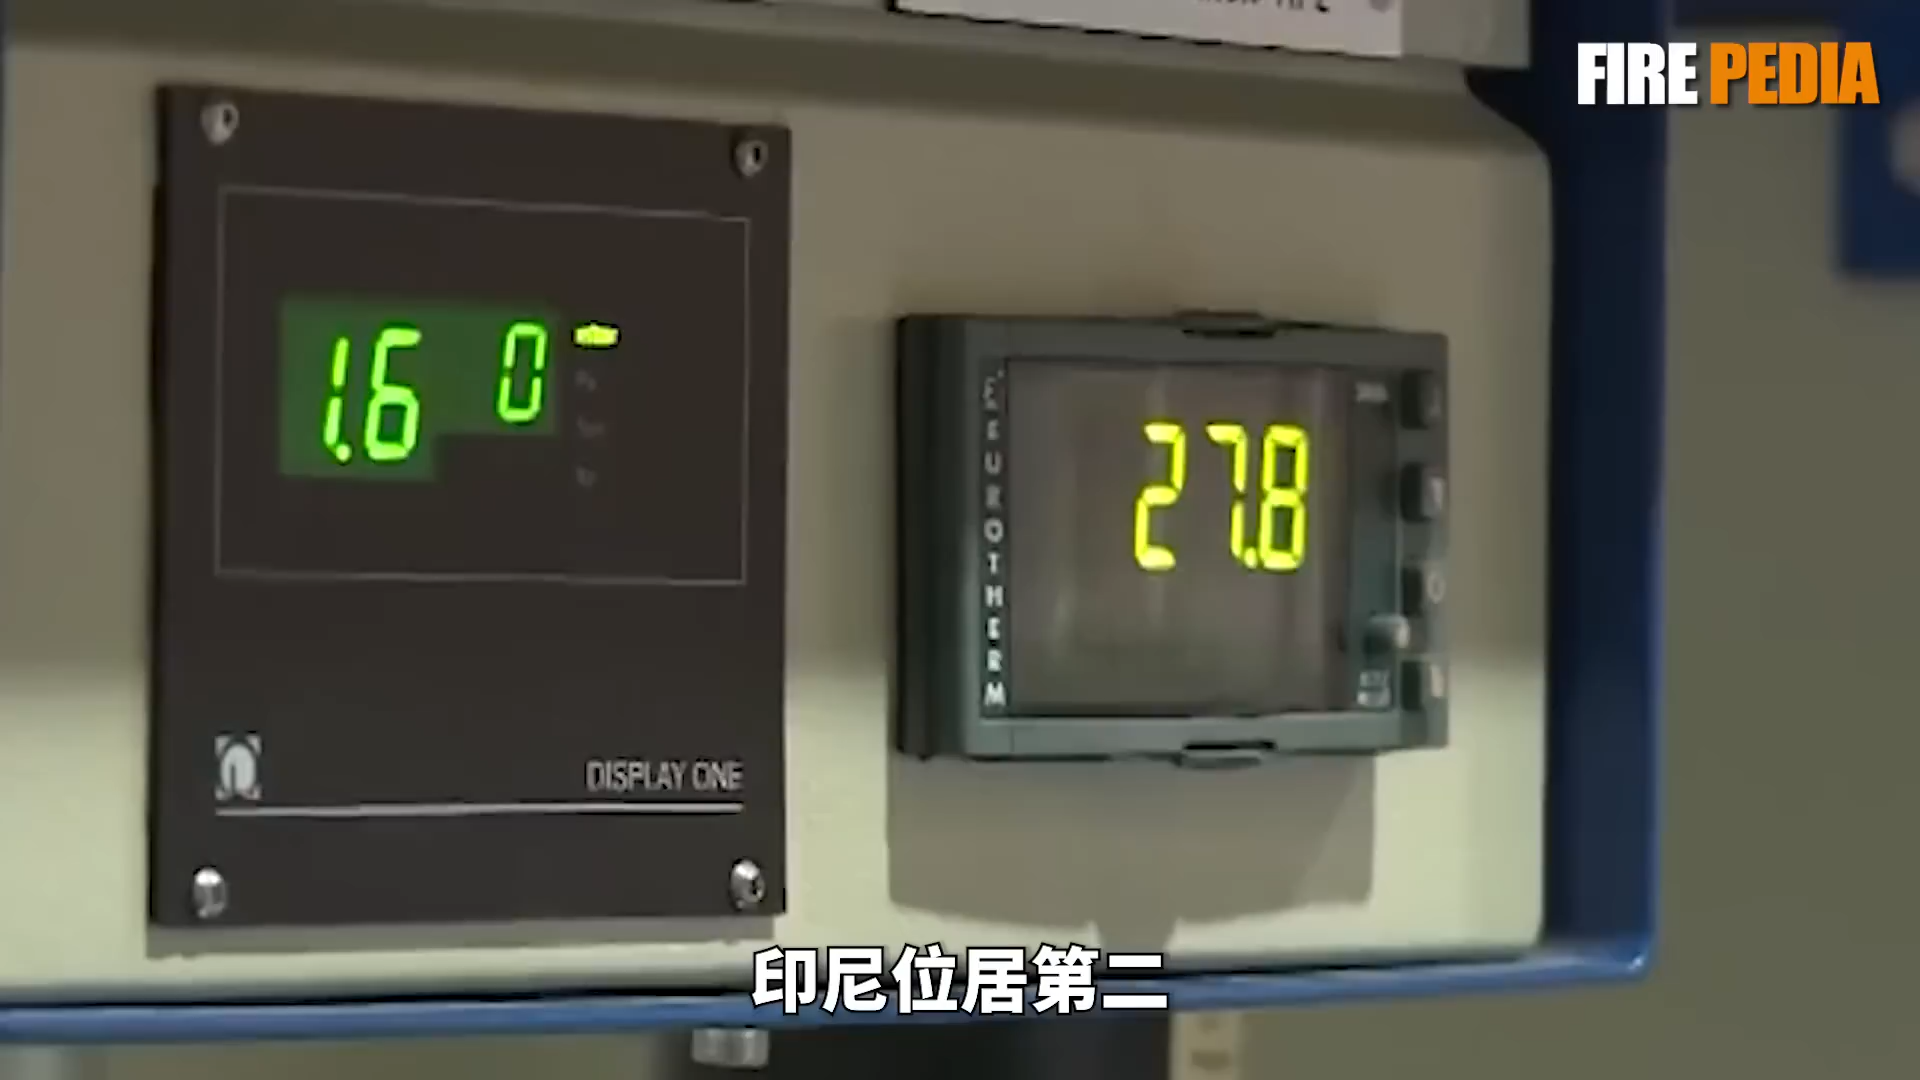 FIRE PEDIA
1.6 0
27.8
EUROTHERM
DISPLAY ONE
印尼位居第二